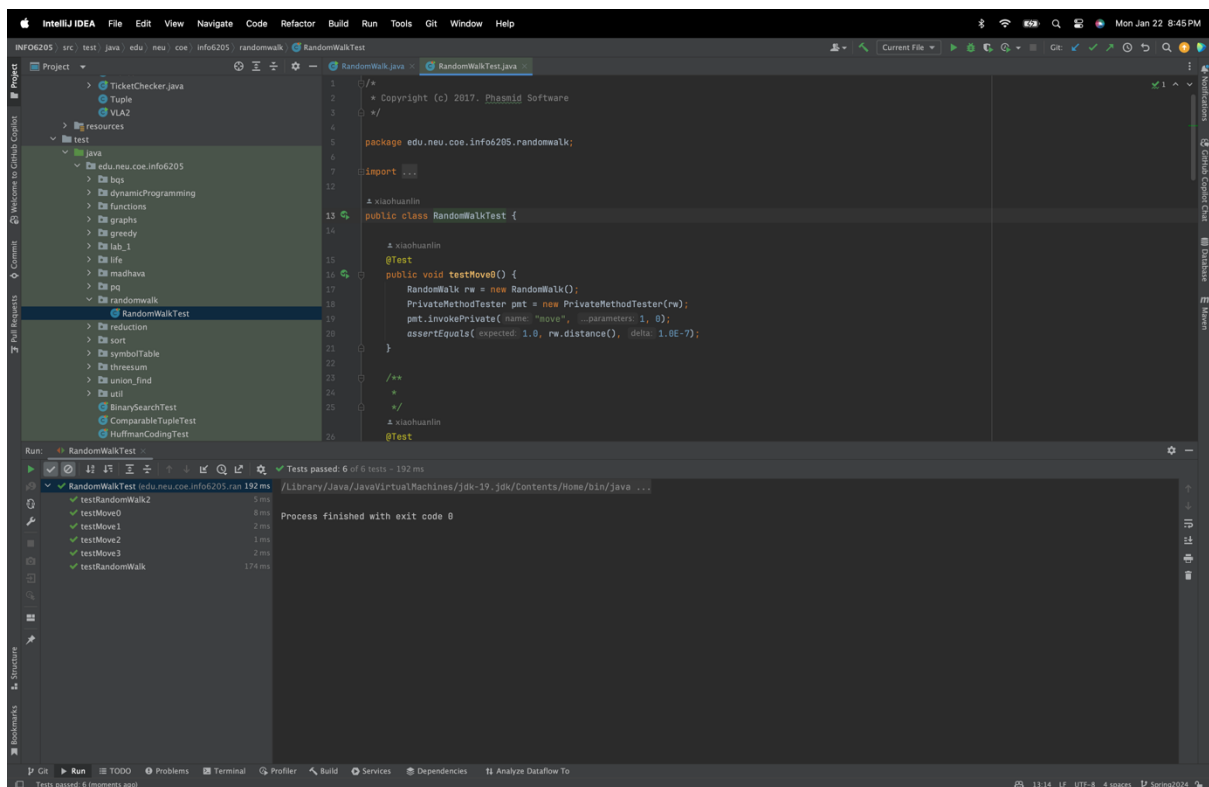 IntelliJ IDEA File Edit View Navigate Code Refactor Build Run Tools Git Window Help Mon Jan 22 8:45 PM
INFO6205 src test java edu neu coe info6205 randomwalk RandomWalkTest Current File Git:
Project RandomWalk.java RandomWalkTest.java
TicketChecker.java
Tuple
VLA2
resources
test
java
edu.neu.coe.info6205
bqs
dynamicProgramming
functions
graphs
greedy
lab_1
life
madhava
pq
randomwalk
RandomWalkTest
reduction
sort
symbolTable
threesum
union_find
util
BinarySearchTest
ComparableTupleTest
HuffmanCodingTest
1 /*
2 * Copyright (c) 2017. Phasmid Software
3 */
4
5 package edu.neu.coe.info6205.randomwalk;
6
7 import ...
12
xiaohuanlin
13 public class RandomWalkTest {
14
xiaohuanlin
15 @Test
16 public void testMove0() {
17 RandomWalk rw = new RandomWalk();
18 PrivateMethodTester pmt = new PrivateMethodTester(rw);
19 pmt.invokePrivate( name: "move", ...parameters: 1, 0);
20 assertEquals( expected: 1.0, rw.distance(), delta: 1.0E-7);
21 }
22
23 /**
24 *
25 */
xiaohuanlin
26 @Test
1
Project
Welcome to GitHub Copilot
Commit
Pull Requests
Structure
Bookmarks
Notifications
GitHub Copilot Chat
Database
Maven
Run: RandomWalkTest
Tests passed: 6 of 6 tests – 192 ms
RandomWalkTest (edu.neu.coe.info6205.ran 192 ms
testRandomWalk2 5 ms
testMove0 8 ms
testMove1 2 ms
testMove2 1 ms
testMove3 2 ms
testRandomWalk 174 ms
/Library/Java/JavaVirtualMachines/jdk-19.jdk/Contents/Home/bin/java ...
Process finished with exit code 0
Git Run TODO Problems Terminal Profiler Build Services Dependencies Analyze Dataflow To
Tests passed: 6 (moments ago) 13:14 LF UTF-8 4 spaces Spring2024